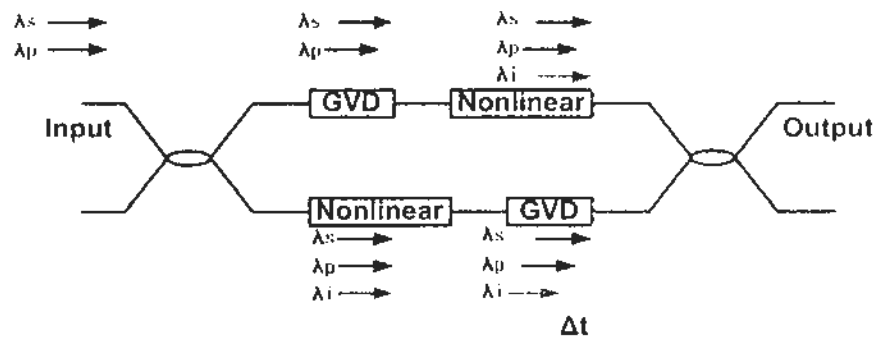 λs λs λs
λp λp λp
λi
GVD Nonlinear
Input Output
Nonlinear GVD
λs λs
λp λp
λi λi
Δt